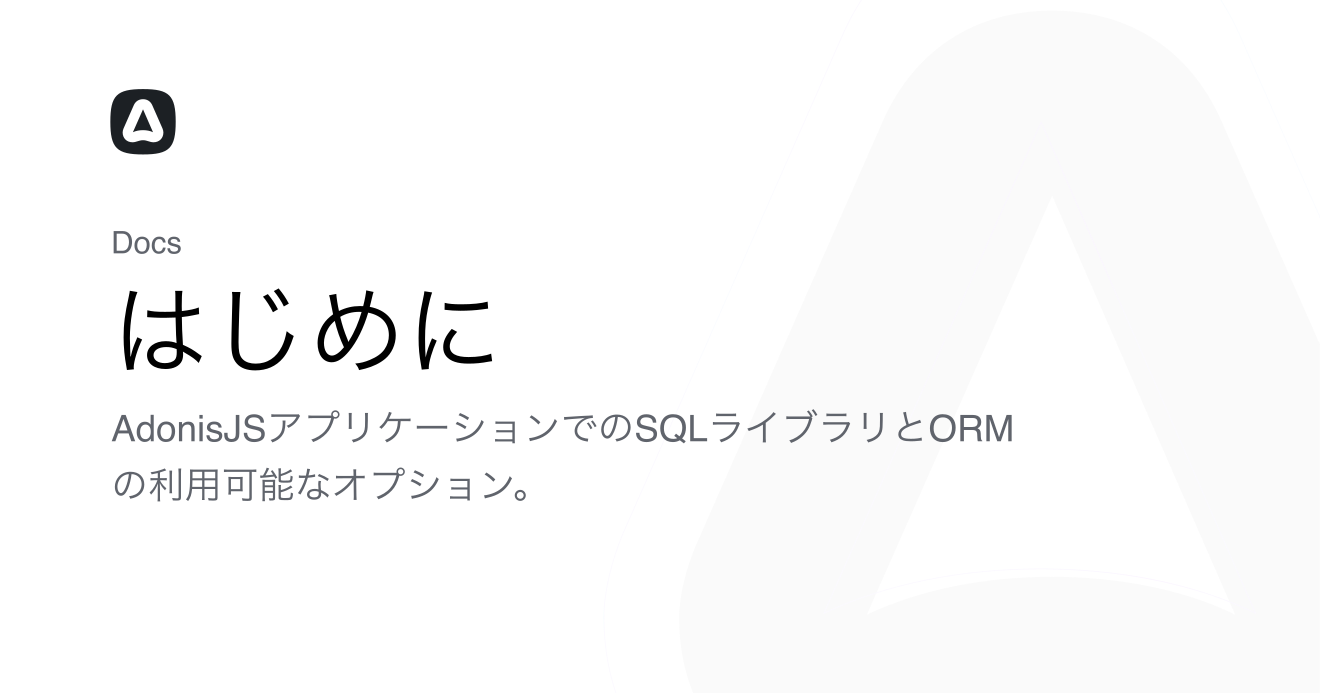 Docs
はじめに
AdonisJSアプリケーションでのSQLライブラリとORM
の利用可能なオプション。